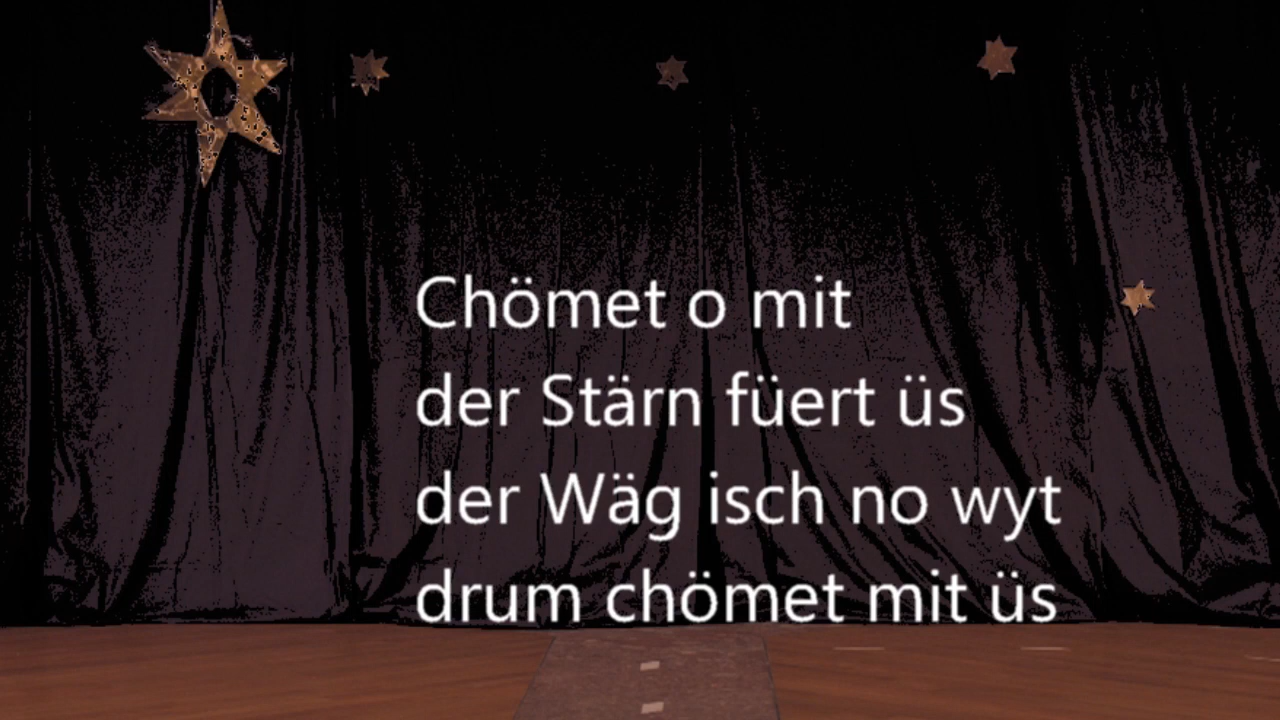 Chömet o mit
der Stärn füert üs
der Wäg isch no wyt
drum chömet mit üs